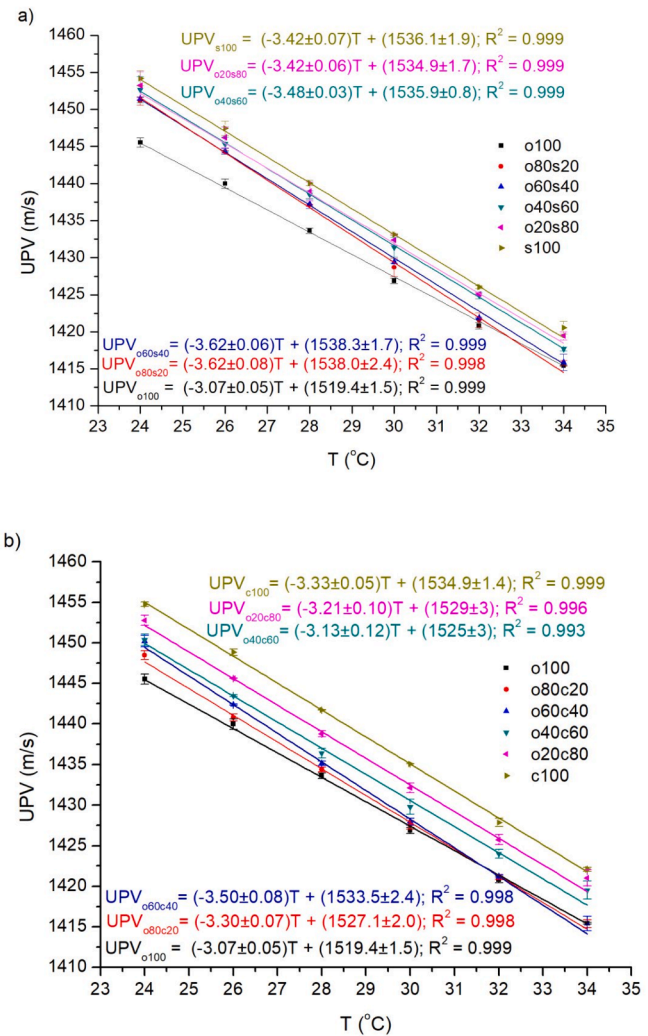 a)
1460
1455
1450
1445
1440
1435
1430
1425
1420
1415
1410
UPV (m/s)
UPVs100 = (-3.42±0.07)T + (1536.1±1.9); R² = 0.999
UPVo20s80 = (-3.42±0.06)T + (1534.9±1.7); R² = 0.999
UPVo40s60 = (-3.48±0.03)T + (1535.9±0.8); R² = 0.999
o100
o80s20
o60s40
o40s60
o20s80
s100
UPVo60s40= (-3.62±0.06)T + (1538.3±1.7); R² = 0.999
UPVo80s20= (-3.62±0.08)T + (1538.0±2.4); R² = 0.998
UPVo100 = (-3.07±0.05)T + (1519.4±1.5); R² = 0.999
23 24 25 26 27 28 29 30 31 32 33 34 35
T (°C)
b)
1460
1450
1440
1430
1420
1415
1410
UPV (m/s)
UPVc100 =(-3.33±0.05)T + (1534.9±1.4); R² = 0.999
UPVo20c80=(-3.21±0.10)T + (1529±3); R² = 0.996
UPVo40c60=(-3.13±0.12)T + (1525±3); R² = 0.993
o100
o80c20
o60c40
o40c60
o20c80
c100
UPVo60c40= (-3.50±0.08)T + (1533.5±2.4); R² = 0.998
UPVo80c20= (-3.30±0.07)T + (1527.1±2.0); R² = 0.998
UPVo100 =(-3.07±0.05)T + (1519.4±1.5); R² = 0.999
23 24 25 26 27 28 29 30 31 32 33 34 35
T (°C)